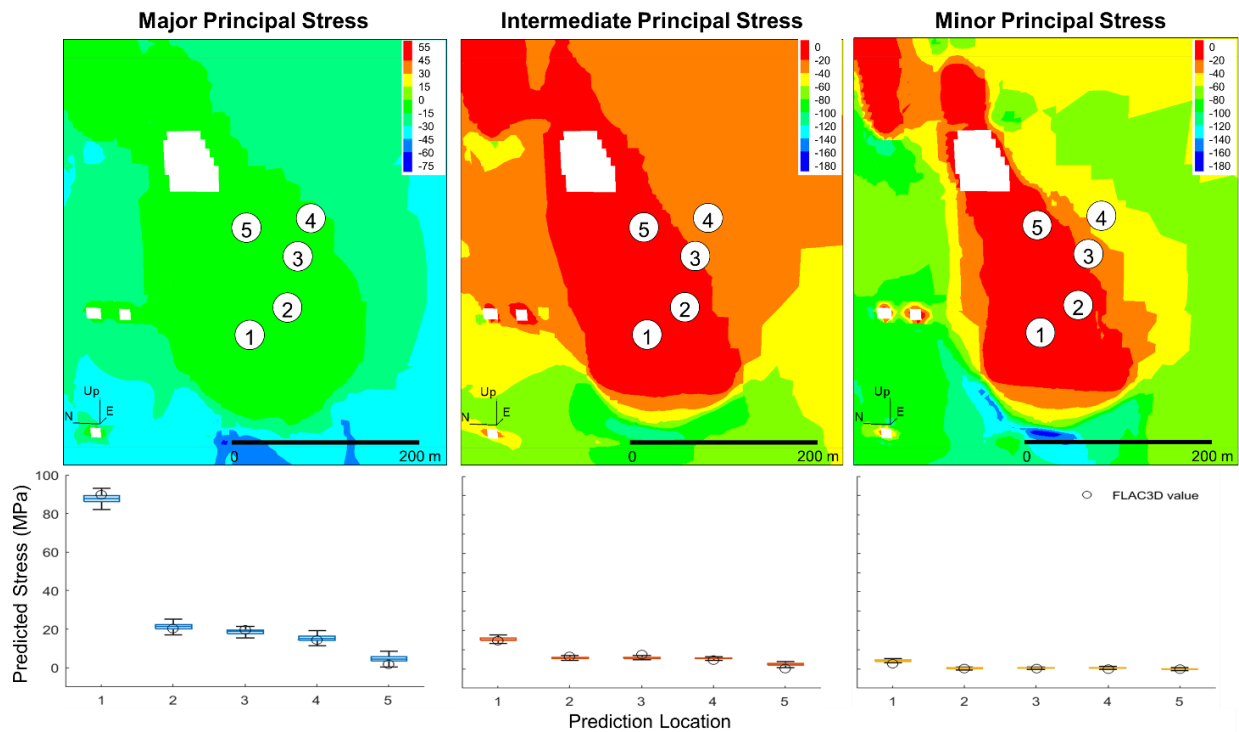 Major Principal Stress
55
45
30
15
0
-15
-30
-45
-60
-75
5
4
3
2
1
Up
N
E
0
200 m
Intermediate Principal Stress
0
-20
-40
-60
-80
-100
-120
-140
-160
-180
5
4
3
2
1
Up
N
E
0
200 m
Minor Principal Stress
0
-20
-40
-60
-80
-100
-120
-140
-160
-180
5
4
3
2
1
Up
N
E
0
200 m
Predicted Stress (MPa)
100
80
60
40
20
0
1 2 3 4 5
1 2 3 4 5
FLAC3D value
1 2 3 4 5
Prediction Location